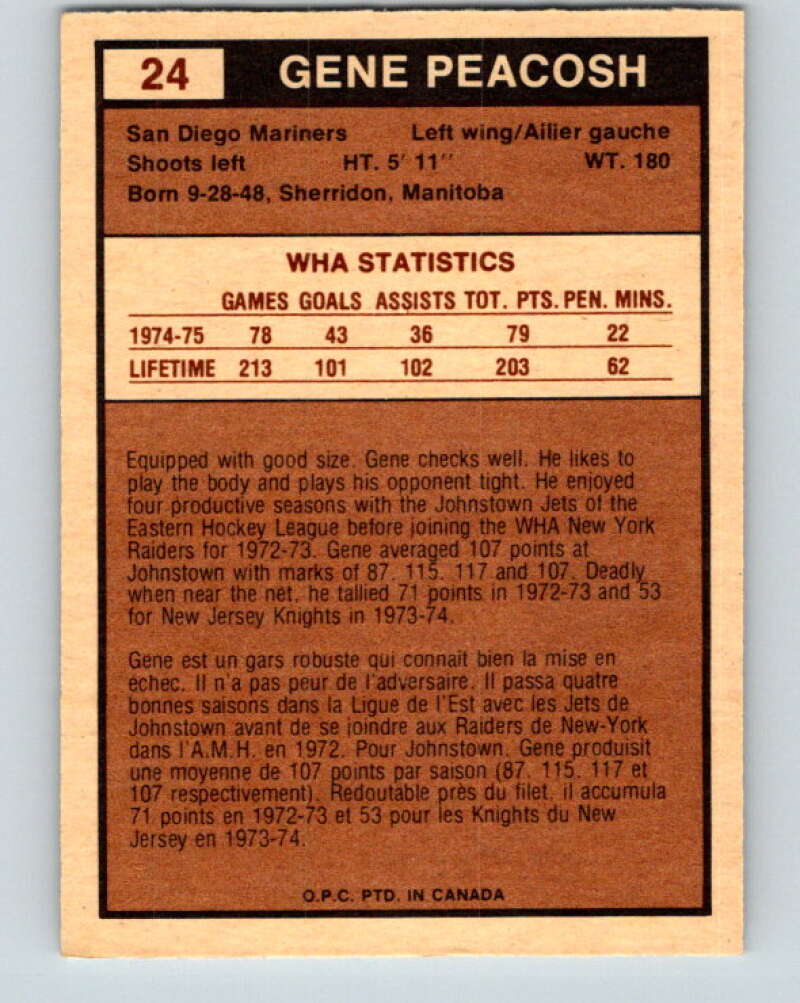 24 GENE PEACOSH
San Diego Mariners Left wing/Ailier gauche
Shoots left HT. 5' 11'' WT. 180
Born 9-28-48, Sherridon, Manitoba
WHA STATISTICS
GAMES GOALS ASSISTS TOT. PTS. PEN. MINS.
1974-75 78 43 36 79 22
LIFETIME 213 101 102 203 62
Equipped with good size. Gene checks well. He likes to
play the body and plays his opponent tight. He enjoyed
four productive seasons with the Johnstown Jets of the
Eastern Hockey League before joining the WHA New York
Raiders for 1972-73. Gene averaged 107 points at
Johnstown with marks of 87. 115. 117 and 107. Deadly
when near the net, he tallied 71 points in 1972-73 and 53
for New Jersey Knights in 1973-74.
Gene est un gars robuste qui connait bien la mise en
échec. Il n'a pas peur de l'adversaire. Il passa quatre
bonnes saisons dans la Ligue de l'Est avec les Jets de
Johnstown avant de se joindre aux Raiders de New-York
dans l'A.M.H. en 1972. Pour Johnstown. Gene produisit
une moyenne de 107 points par saison (87. 115. 117 et
107 respectivement). Redoutable près du filet, il accumula
71 points en 1972-73 et 53 pour les Knights du New
Jersey en 1973-74.
O.P.C. PTD. IN CANADA